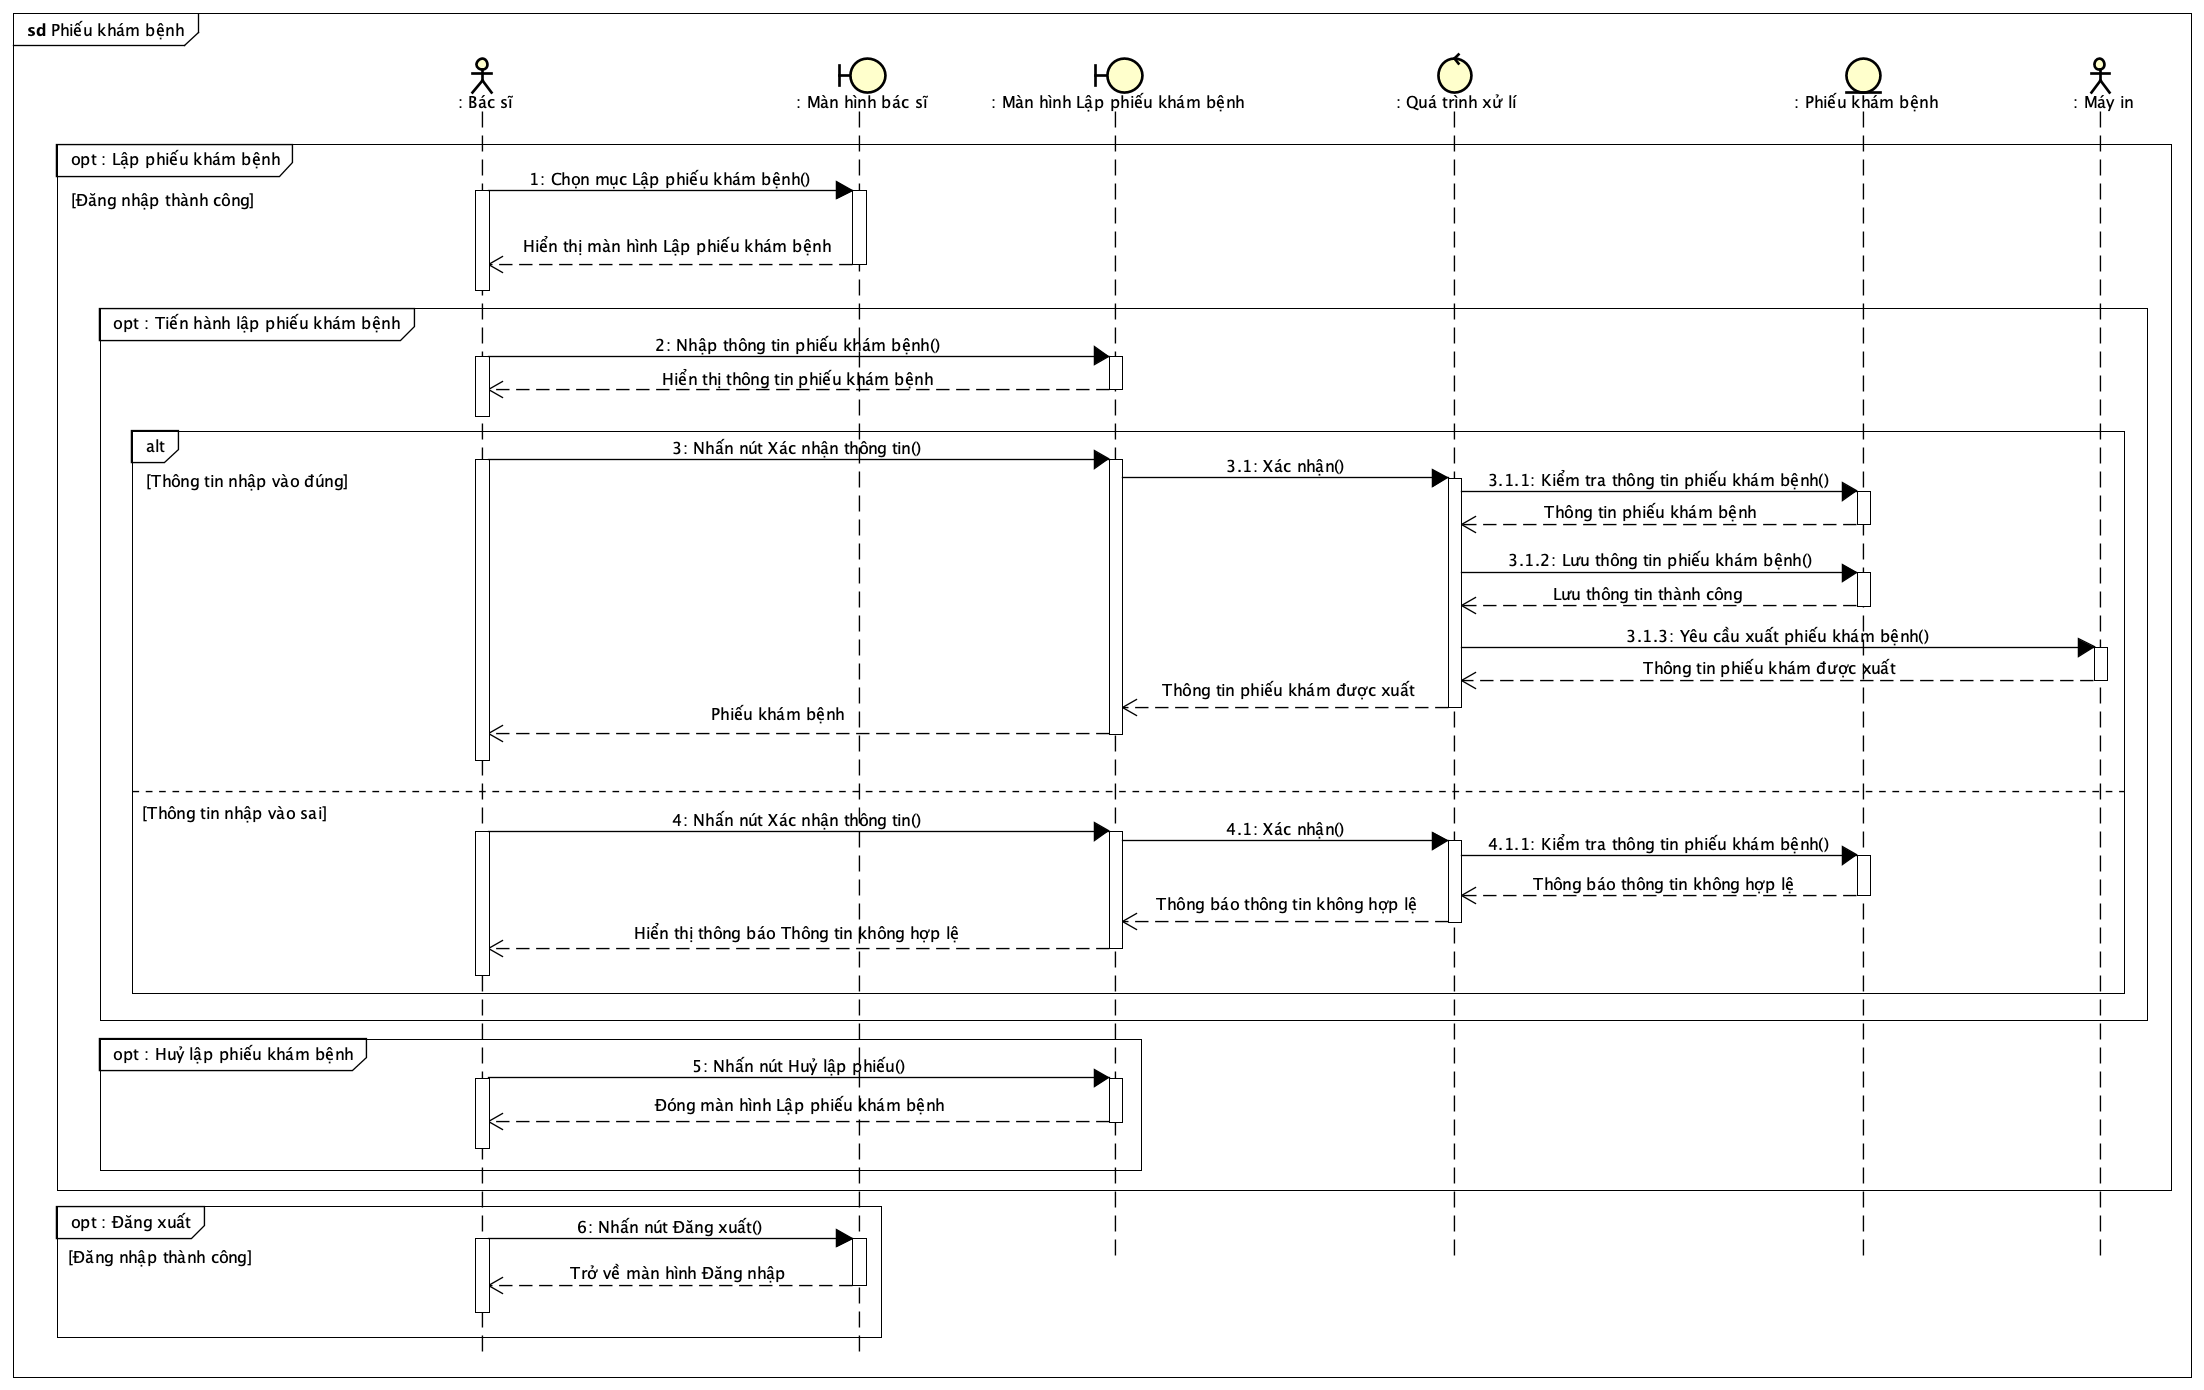 sd Phiếu khám bệnh
: Bác sĩ
: Màn hình bác sĩ
: Màn hình Lập phiếu khám bệnh
: Quá trình xử lí
: Phiếu khám bệnh
: Máy in
opt : Lập phiếu khám bệnh
[Đăng nhập thành công]
1: Chọn mục Lập phiếu khám bệnh()
Hiển thị màn hình Lập phiếu khám bệnh
opt : Tiến hành lập phiếu khám bệnh
2: Nhập thông tin phiếu khám bệnh()
Hiển thị thông tin phiếu khám bệnh
alt
[Thông tin nhập vào đúng]
3: Nhấn nút Xác nhận thông tin()
3.1: Xác nhận()
3.1.1: Kiểm tra thông tin phiếu khám bệnh()
Thông tin phiếu khám bệnh
3.1.2: Lưu thông tin phiếu khám bệnh()
Lưu thông tin thành công
3.1.3: Yêu cầu xuất phiếu khám bệnh()
Thông tin phiếu khám được xuất
Thông tin phiếu khám được xuất
Phiếu khám bệnh
[Thông tin nhập vào sai]
4: Nhấn nút Xác nhận thông tin()
4.1: Xác nhận()
4.1.1: Kiểm tra thông tin phiếu khám bệnh()
Thông báo thông tin không hợp lệ
Thông báo thông tin không hợp lệ
Hiển thị thông báo Thông tin không hợp lệ
opt : Huỷ lập phiếu khám bệnh
5: Nhấn nút Huỷ lập phiếu()
Đóng màn hình Lập phiếu khám bệnh
opt : Đăng xuất
[Đăng nhập thành công]
6: Nhấn nút Đăng xuất()
Trở về màn hình Đăng nhập